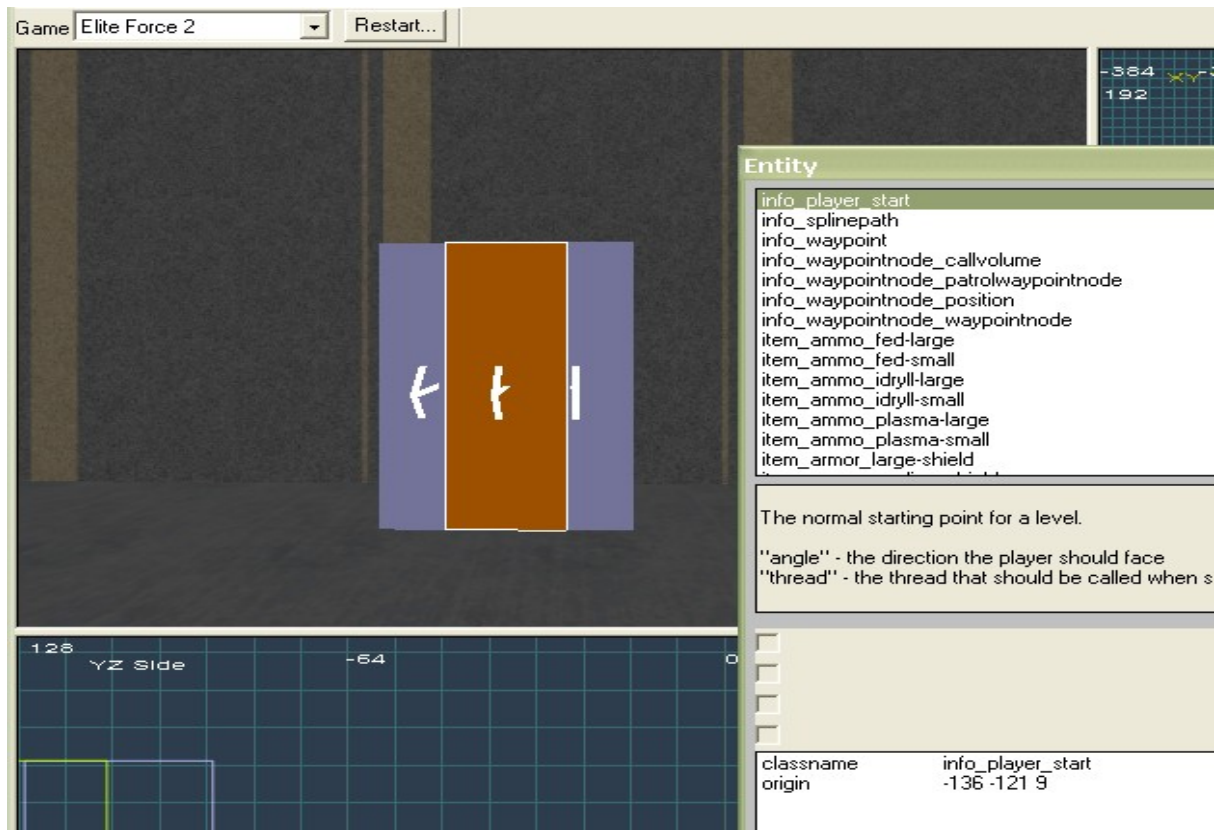 Game Elite Force 2 Restart...
-384 XY
192
Entity
info_player_start
info_splinepath
info_waypoint
info_waypointnode_callvolume
info_waypointnode_patrolwaypointnode
info_waypointnode_position
info_waypointnode_waypointnode
item_ammo_fed-large
item_ammo_fed-small
item_ammo_idryll-large
item_ammo_idryll-small
item_ammo_plasma-large
item_ammo_plasma-small
item_armor_large-shield
The normal starting point for a level.
"angle" - the direction the player should face
"thread" - the thread that should be called when s
128
YZ Side -64 0
classname info_player_start
origin -136 -121 9